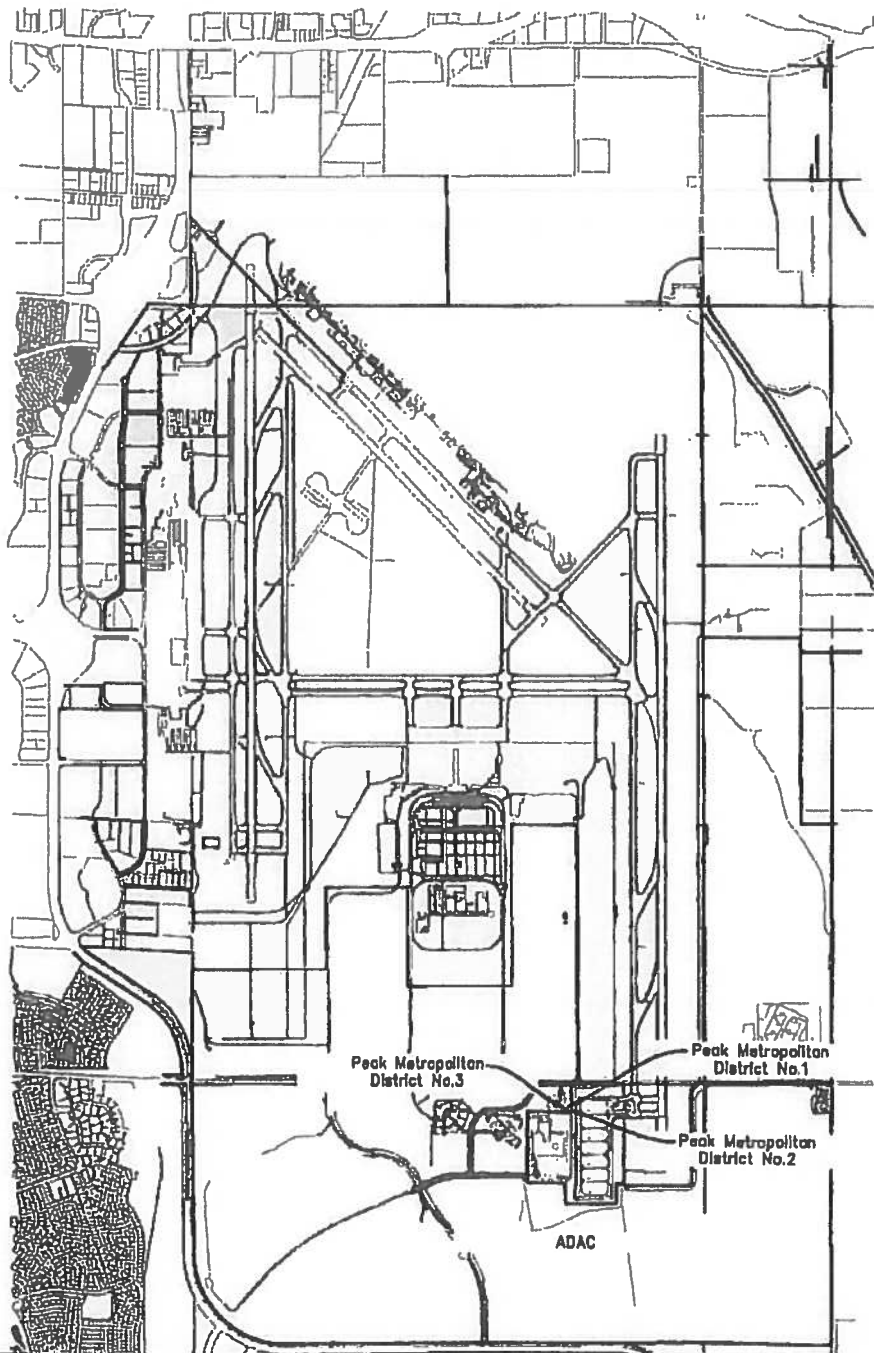 Peak Metropolitan
District No.3
Peak Metropolitan
District No.1
Peak Metropolitan
District No.2
ADAC